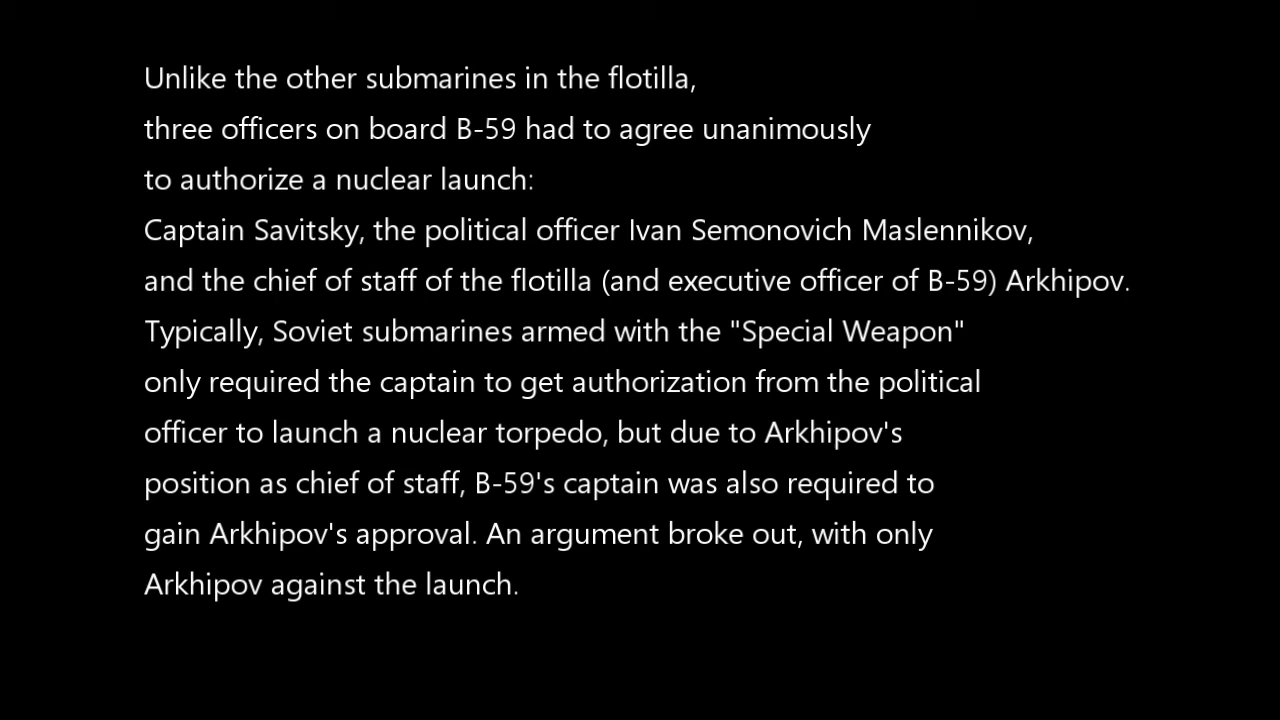 Unlike the other submarines in the flotilla,
three officers on board B-59 had to agree unanimously
to authorize a nuclear launch:
Captain Savitsky, the political officer Ivan Semonovich Maslennikov,
and the chief of staff of the flotilla (and executive officer of B-59) Arkhipov.
Typically, Soviet submarines armed with the "Special Weapon"
only required the captain to get authorization from the political
officer to launch a nuclear torpedo, but due to Arkhipov's
position as chief of staff, B-59's captain was also required to
gain Arkhipov's approval. An argument broke out, with only
Arkhipov against the launch.